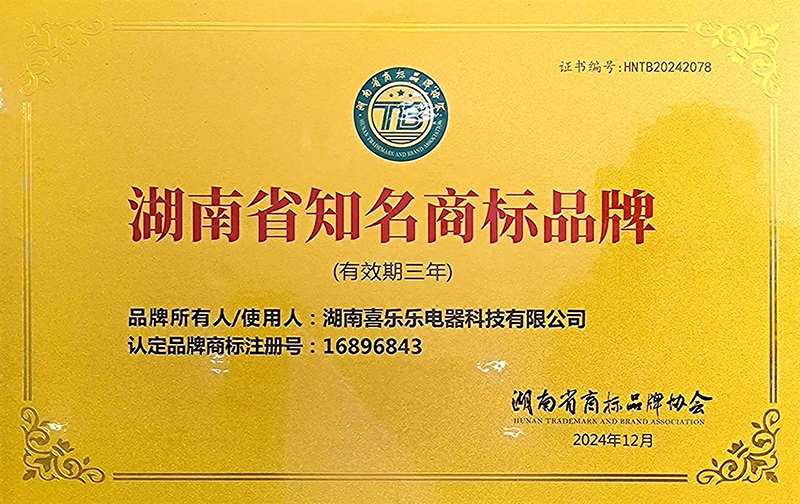 证书编号:HNTB20242078
湖南省商标品牌协会
TB
HUNAN TRADEMARK AND BRAND ASSOCIATION
湖南省知名商标品牌
(有效期三年)
品牌所有人/使用人：湖南喜乐乐电器科技有限公司
认定品牌商标注册号：16896843
湖南省商标品牌协会
HUNAN TRADEMARK AND BRAND ASSOCIATION
2024年12月